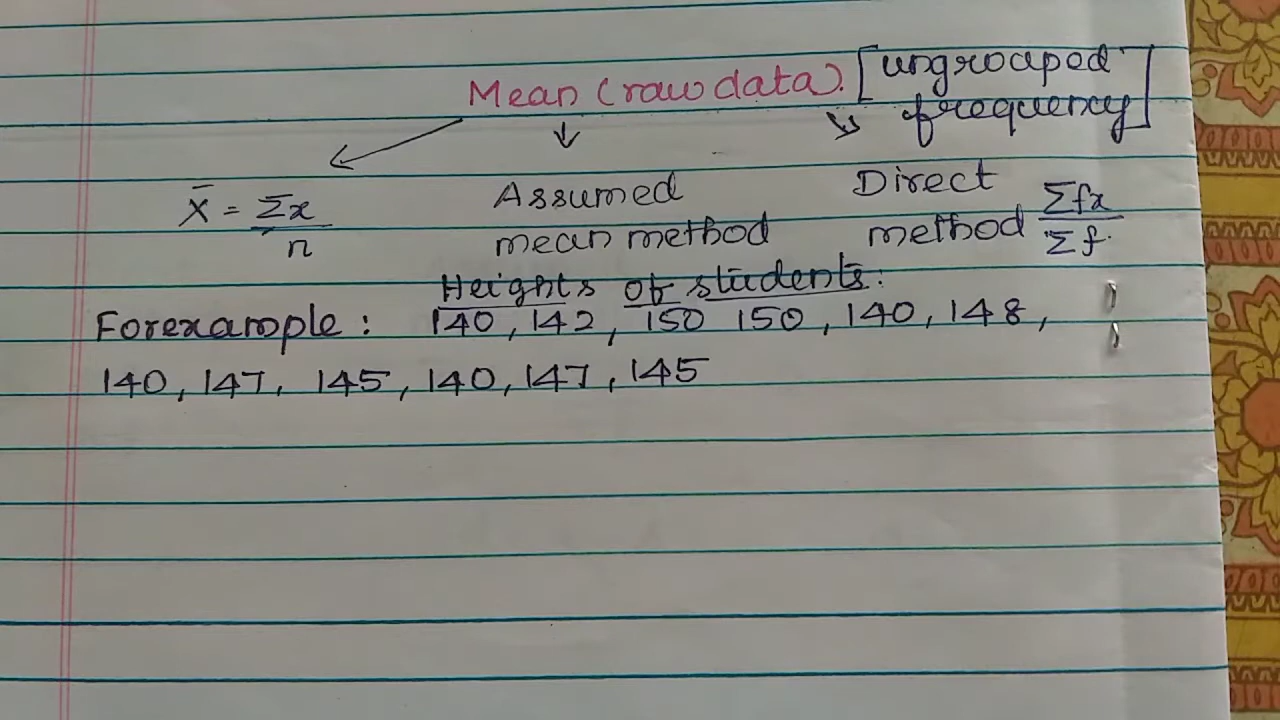 Mean (raw data). [ungrouped
frequency]
x̄ = Σx/n
Assumed
mean method
Direct
method Σfx/Σf.
Heights of students:
For example : 140, 142, 150 150, 140, 148,
140, 147, 145, 140, 147, 145